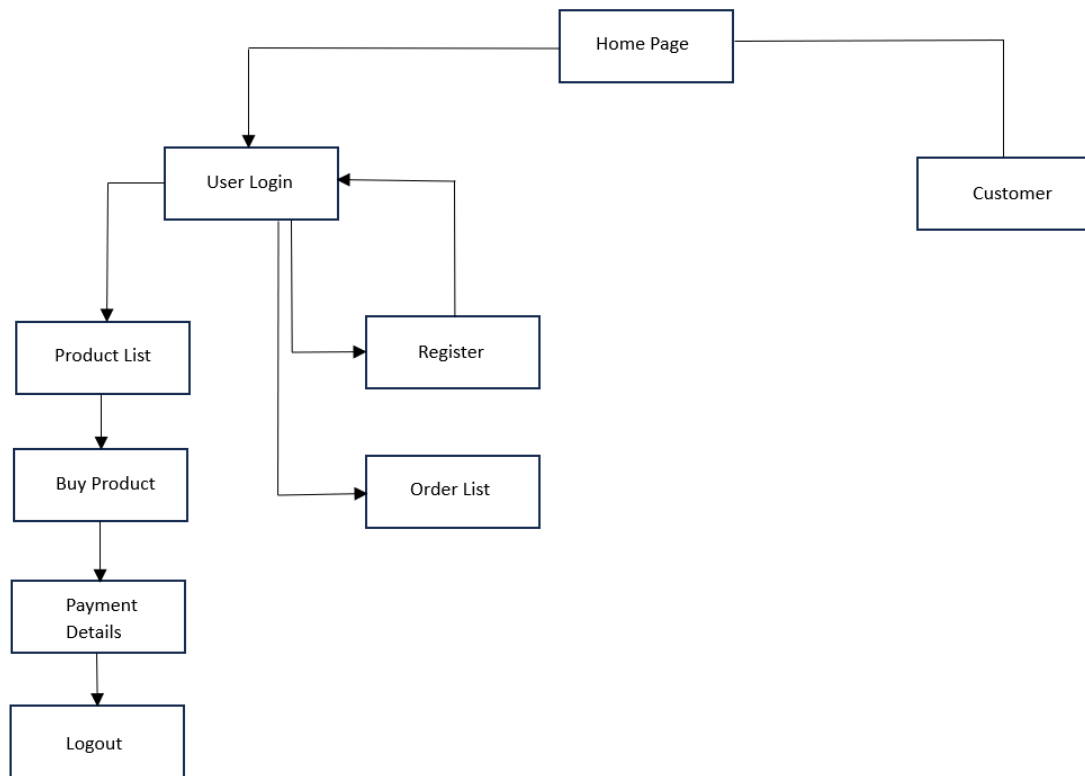 Home Page
User Login
Customer
Product List
Register
Buy Product
Order List
Payment
Details
Logout